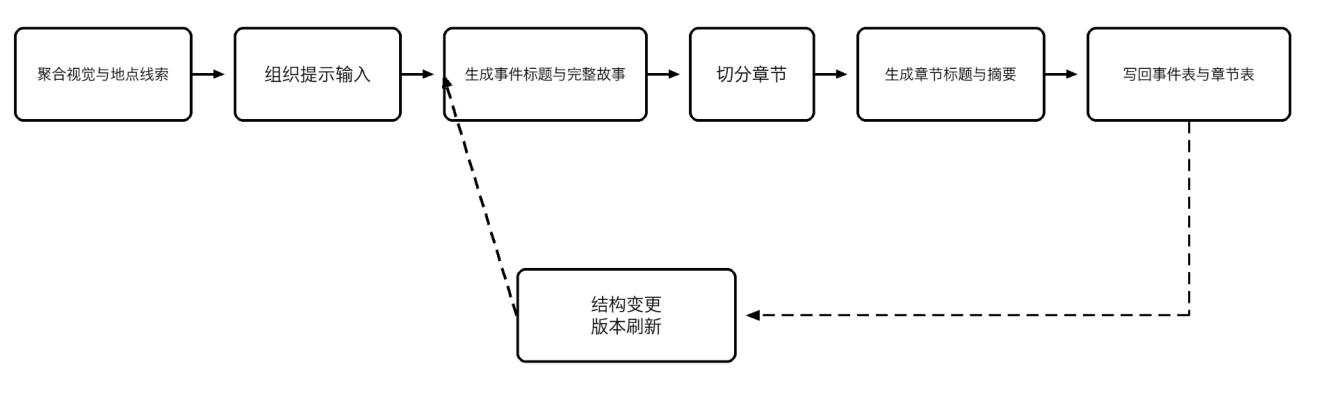 聚合视觉与地点线索
组织提示输入
生成事件标题与完整故事
切分章节
生成章节标题与摘要
写回事件表与章节表
结构变更
版本刷新